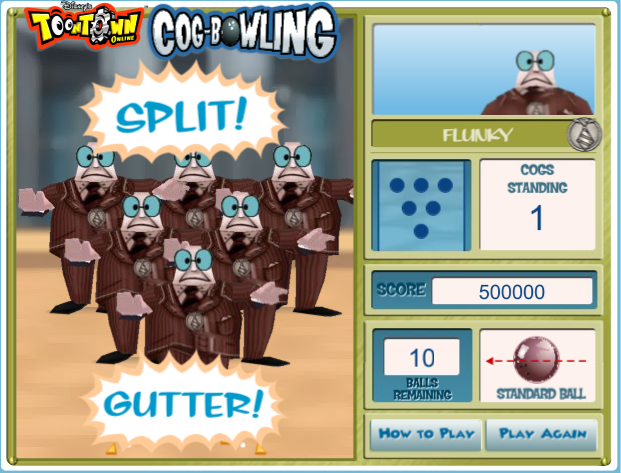 Disney's
TOONTOWN
ONLINE
COG-BOWLING
SPLIT!
GUTTER!
FLUNKY
COGS
STANDING
1
SCORE 500000
10
BALLS
REMAINING
STANDARD BALL
HOW TO PLAY
PLAY AGAIN